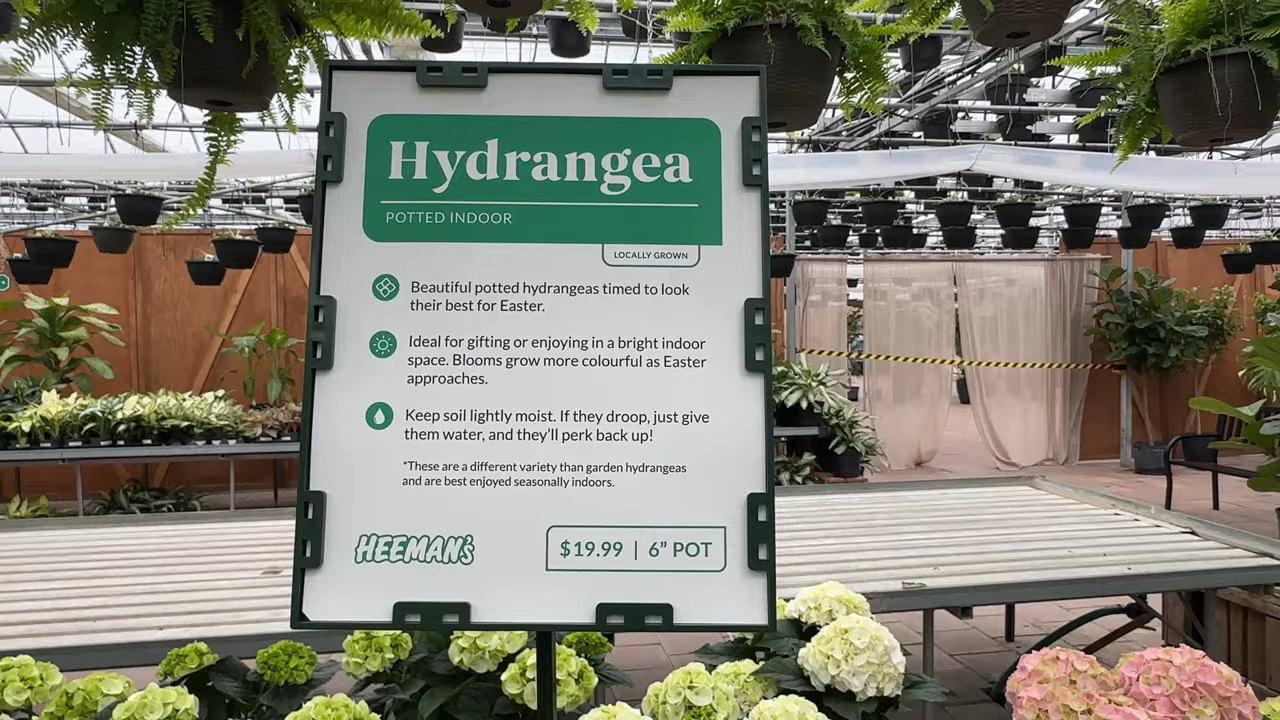 Hydrangea
POTTED INDOOR
LOCALLY GROWN
Beautiful potted hydrangeas timed to look
their best for Easter.
Ideal for gifting or enjoying in a bright indoor
space. Blooms grow more colourful as Easter
approaches.
Keep soil lightly moist. If they droop, just give
them water, and they'll perk back up!
*These are a different variety than garden hydrangeas
and are best enjoyed seasonally indoors.
HEEMAN's
$19.99 | 6” POT